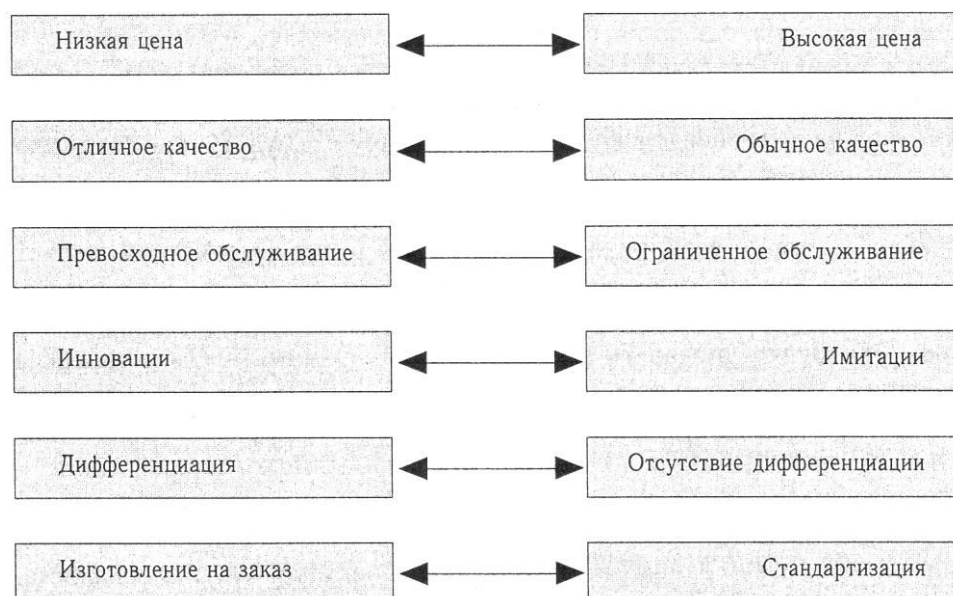 Низкая цена
Высокая цена
Отличное качество
Обычное качество
Превосходное обслуживание
Ограниченное обслуживание
Инновации
Имитации
Дифференциация
Отсутствие дифференциации
Изготовление на заказ
Стандартизация